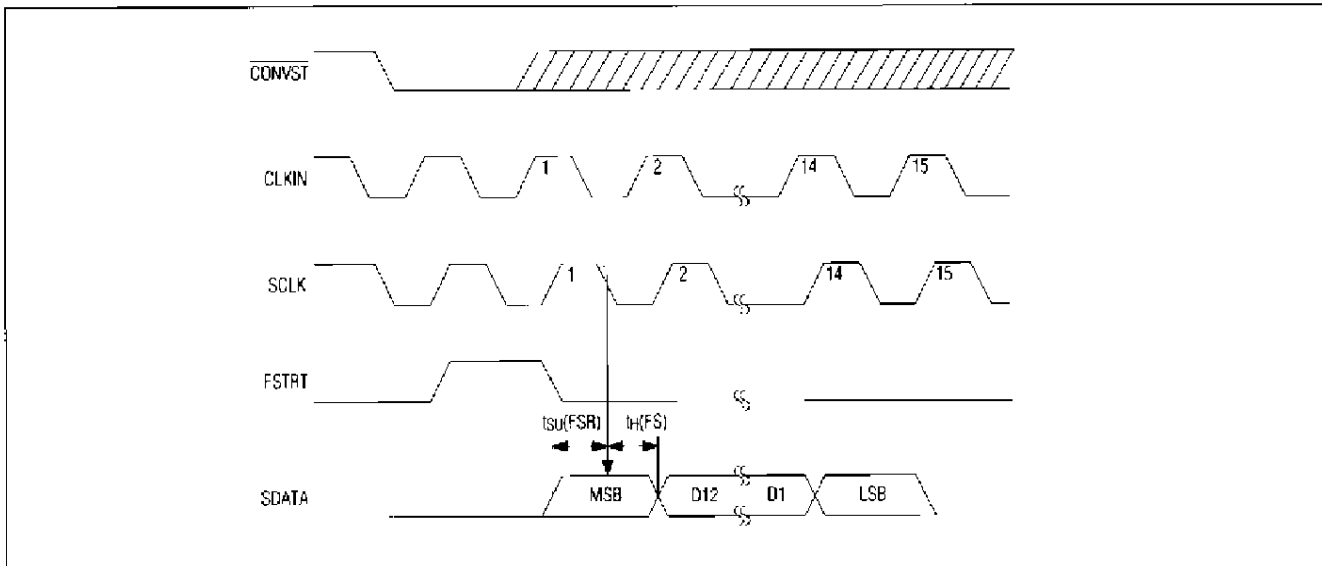 CONVST
CLKIN 1 2 14 15
SCLK 1 2 14 15
FSTRT
tSU(FSR) tH(FS)
SDATA MSB D12 D1 LSB